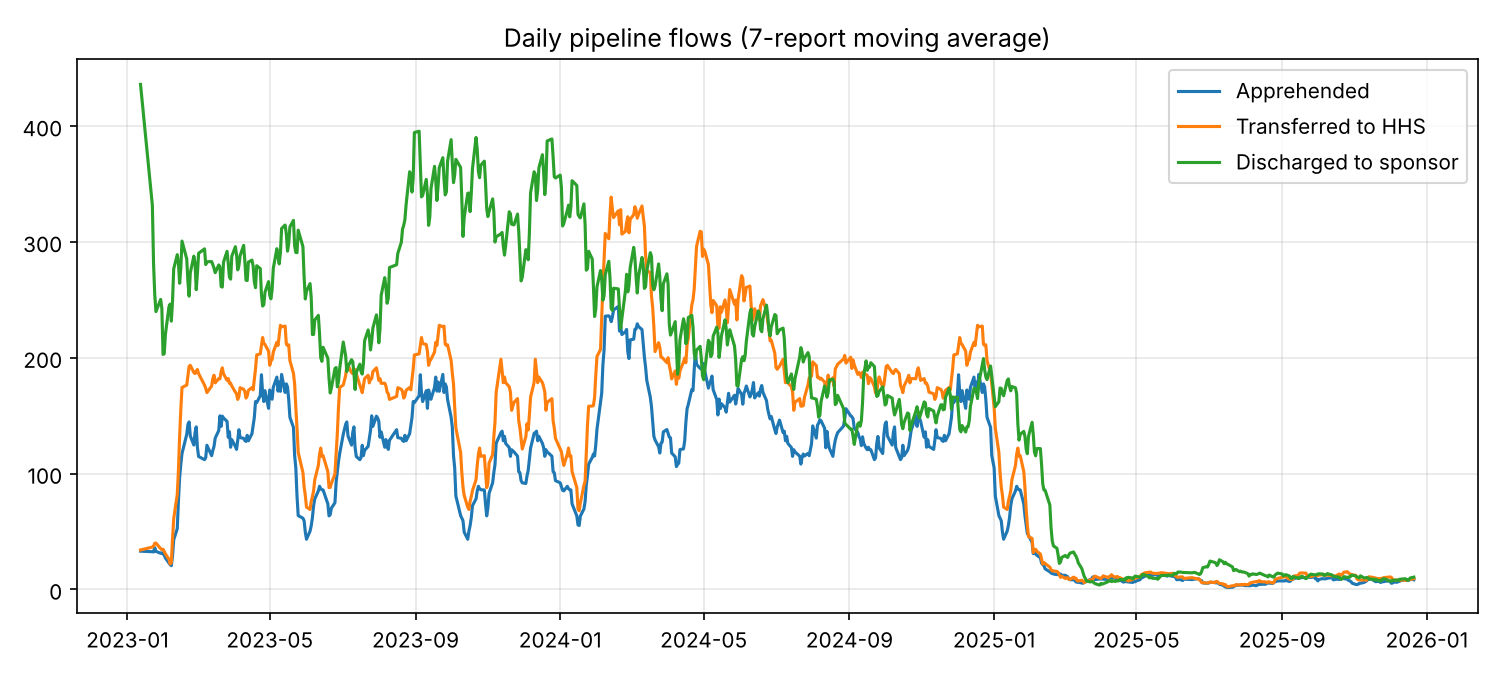 Daily pipeline flows (7-report moving average)
Apprehended
Transferred to HHS
Discharged to sponsor
400
300
200
100
0
2023-01 2023-05 2023-09 2024-01 2024-05 2024-09 2025-01 2025-05 2025-09 2026-01